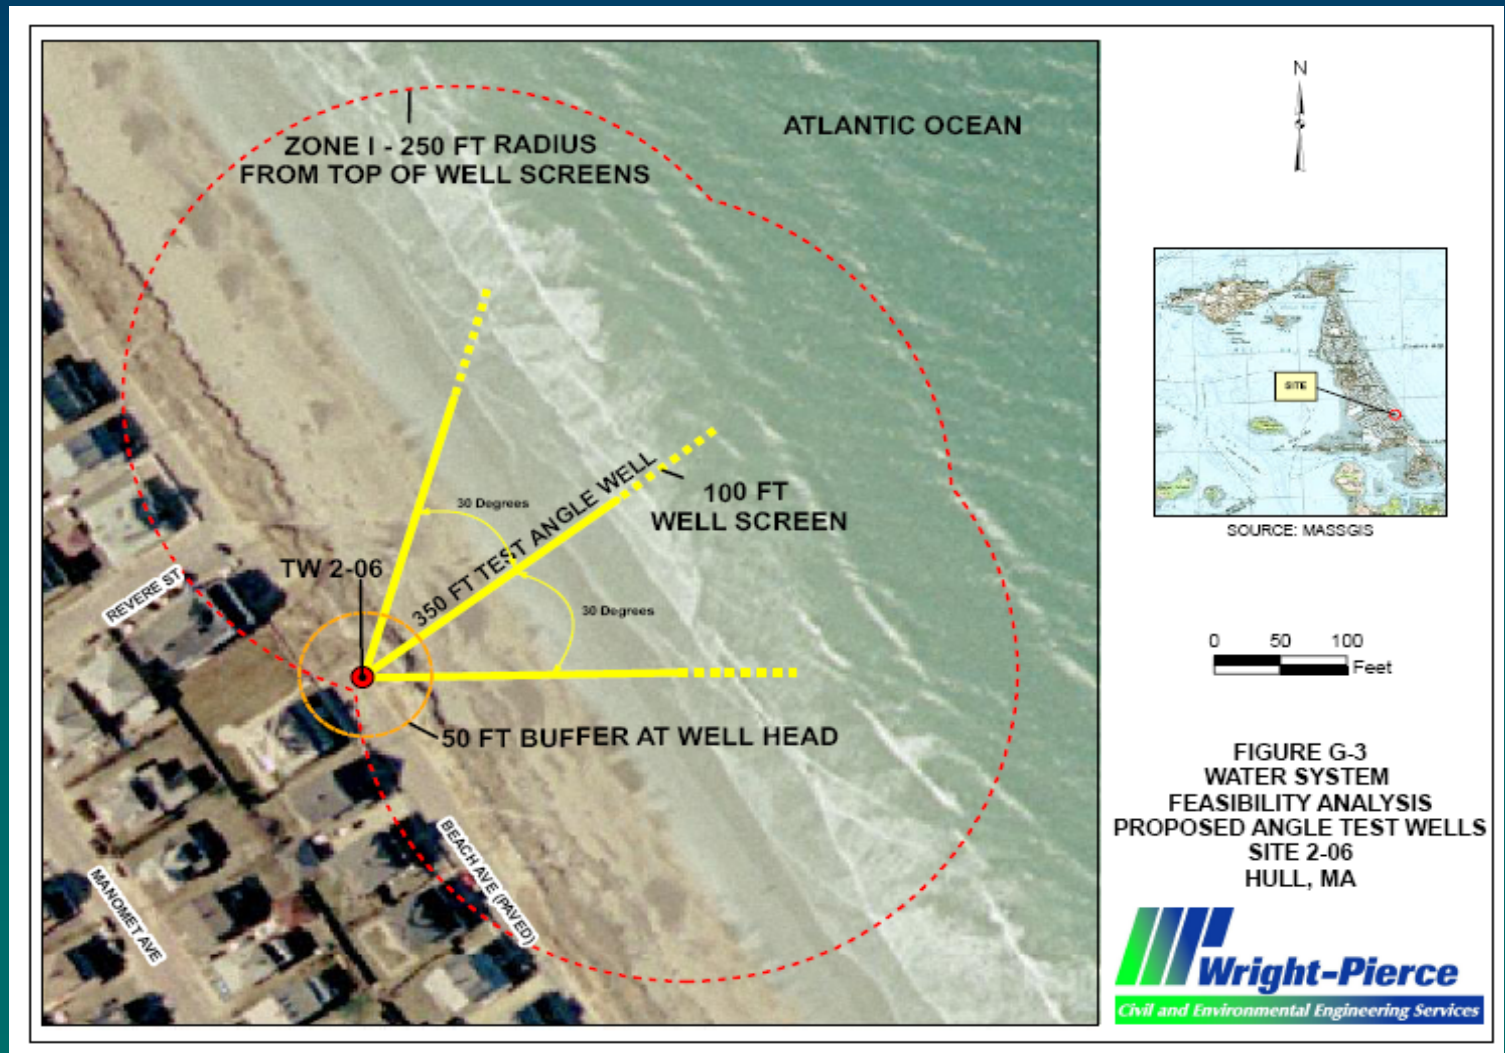 ZONE I - 250 FT RADIUS
FROM TOP OF WELL SCREENS
ATLANTIC OCEAN
30 Degrees
350 FT TEST ANGLE WELL
100 FT
WELL SCREEN
TW 2-06
30 Degrees
REVERE ST
50 FT BUFFER AT WELL HEAD
BEACH AVE (PAVED)
MANOMET AVE
N
SITE
SOURCE: MASSGIS
0 50 100
Feet
FIGURE G-3
WATER SYSTEM
FEASIBILITY ANALYSIS
PROPOSED ANGLE TEST WELLS
SITE 2-06
HULL, MA
Wright-Pierce
Civil and Environmental Engineering Services